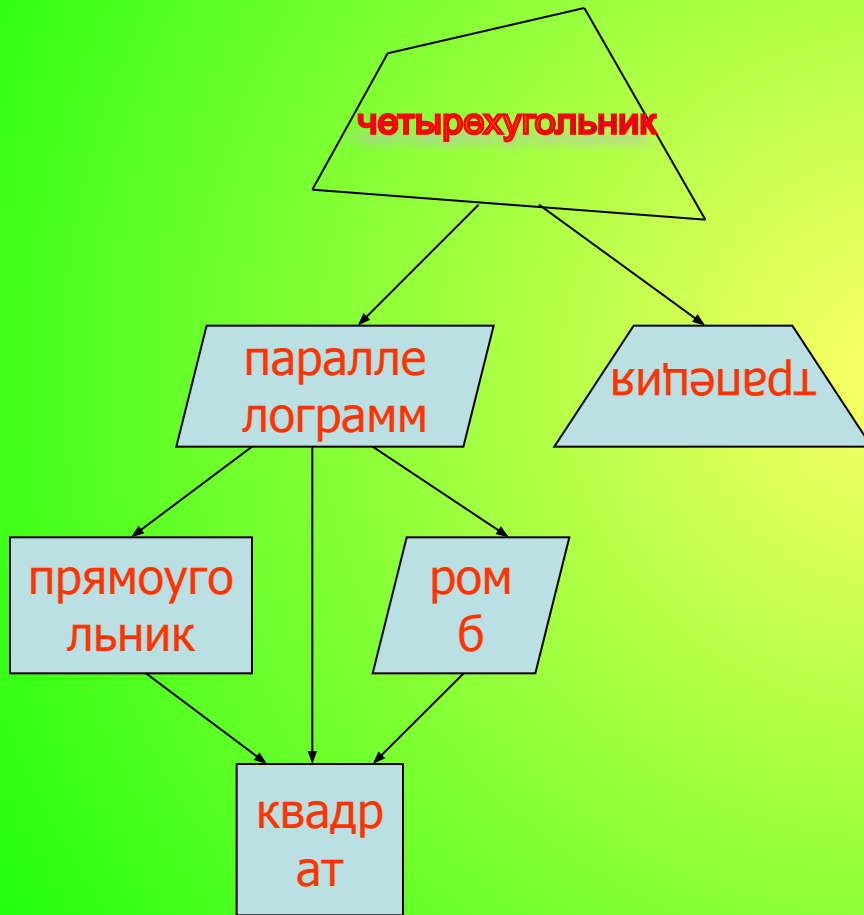 четырехугольник
паралле
лограмм
трапеция
прямоуго
льник
ром
б
квадр
ат